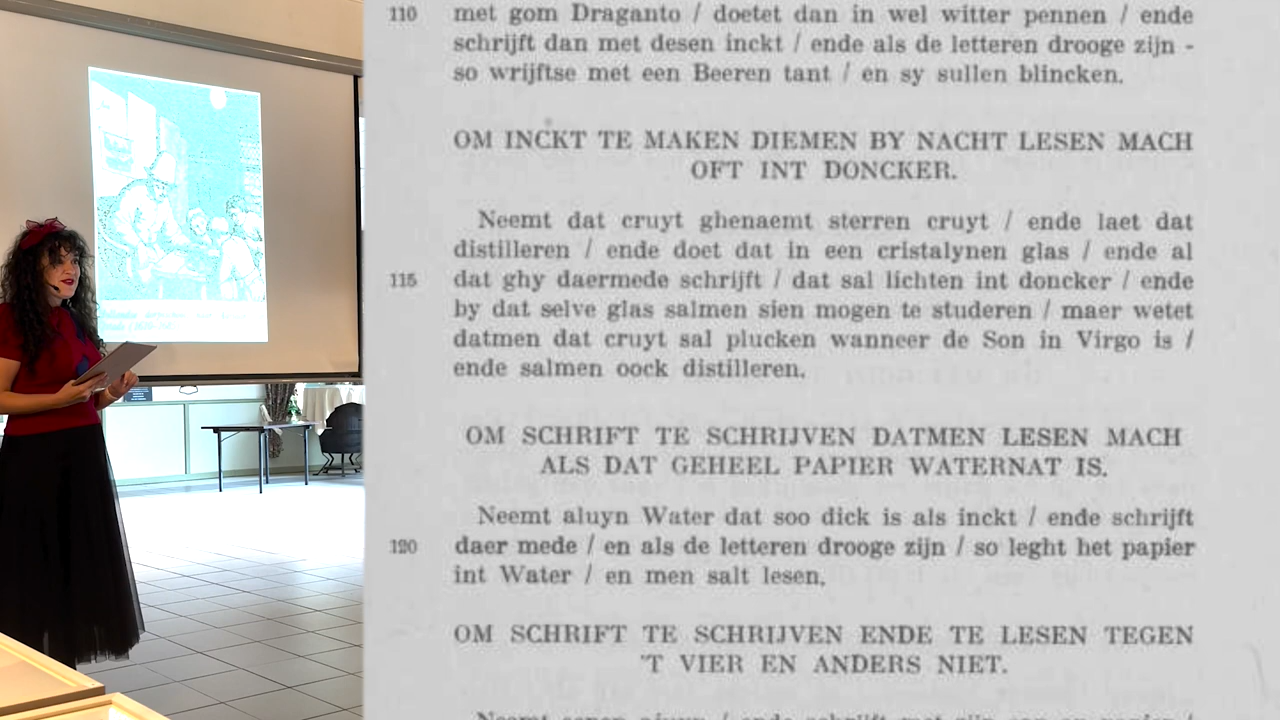 110 met gom Draganto / doetet dan in wel witter pennen / ende
schrijft dan met desen inckt / ende als de letteren drooge zijn -
so wrijftse met een Beeren tant / en sy sullen blincken.
OM INCKT TE MAKEN DIEMEN BY NACHT LESEN MACH
OFT INT DONCKER.
Neemt dat cruyt ghenaemt sterren cruyt / ende laet dat
distilleren / ende doet dat in een cristalynen glas / ende al
115 dat ghy daermede schrijft / dat sal lichten int doncker / ende
by dat selve glas salmen sien mogen te studeren / maer wetet
datmen dat cruyt sal plucken wanneer de Son in Virgo is /
ende salmen oock distilleren.
OM SCHRIFT TE SCHRIJVEN DATMEN LESEN MACH
ALS DAT GEHEEL PAPIER WATERNAT IS.
Neemt aluyn Water dat soo dick is als inckt / ende schrijft
120 daer mede / en als de letteren drooge zijn / so leght het papier
int Water / en men salt lesen.
OM SCHRIFT TE SCHRIJVEN ENDE TE LESEN TEGEN
'T VIER EN ANDERS NIET.